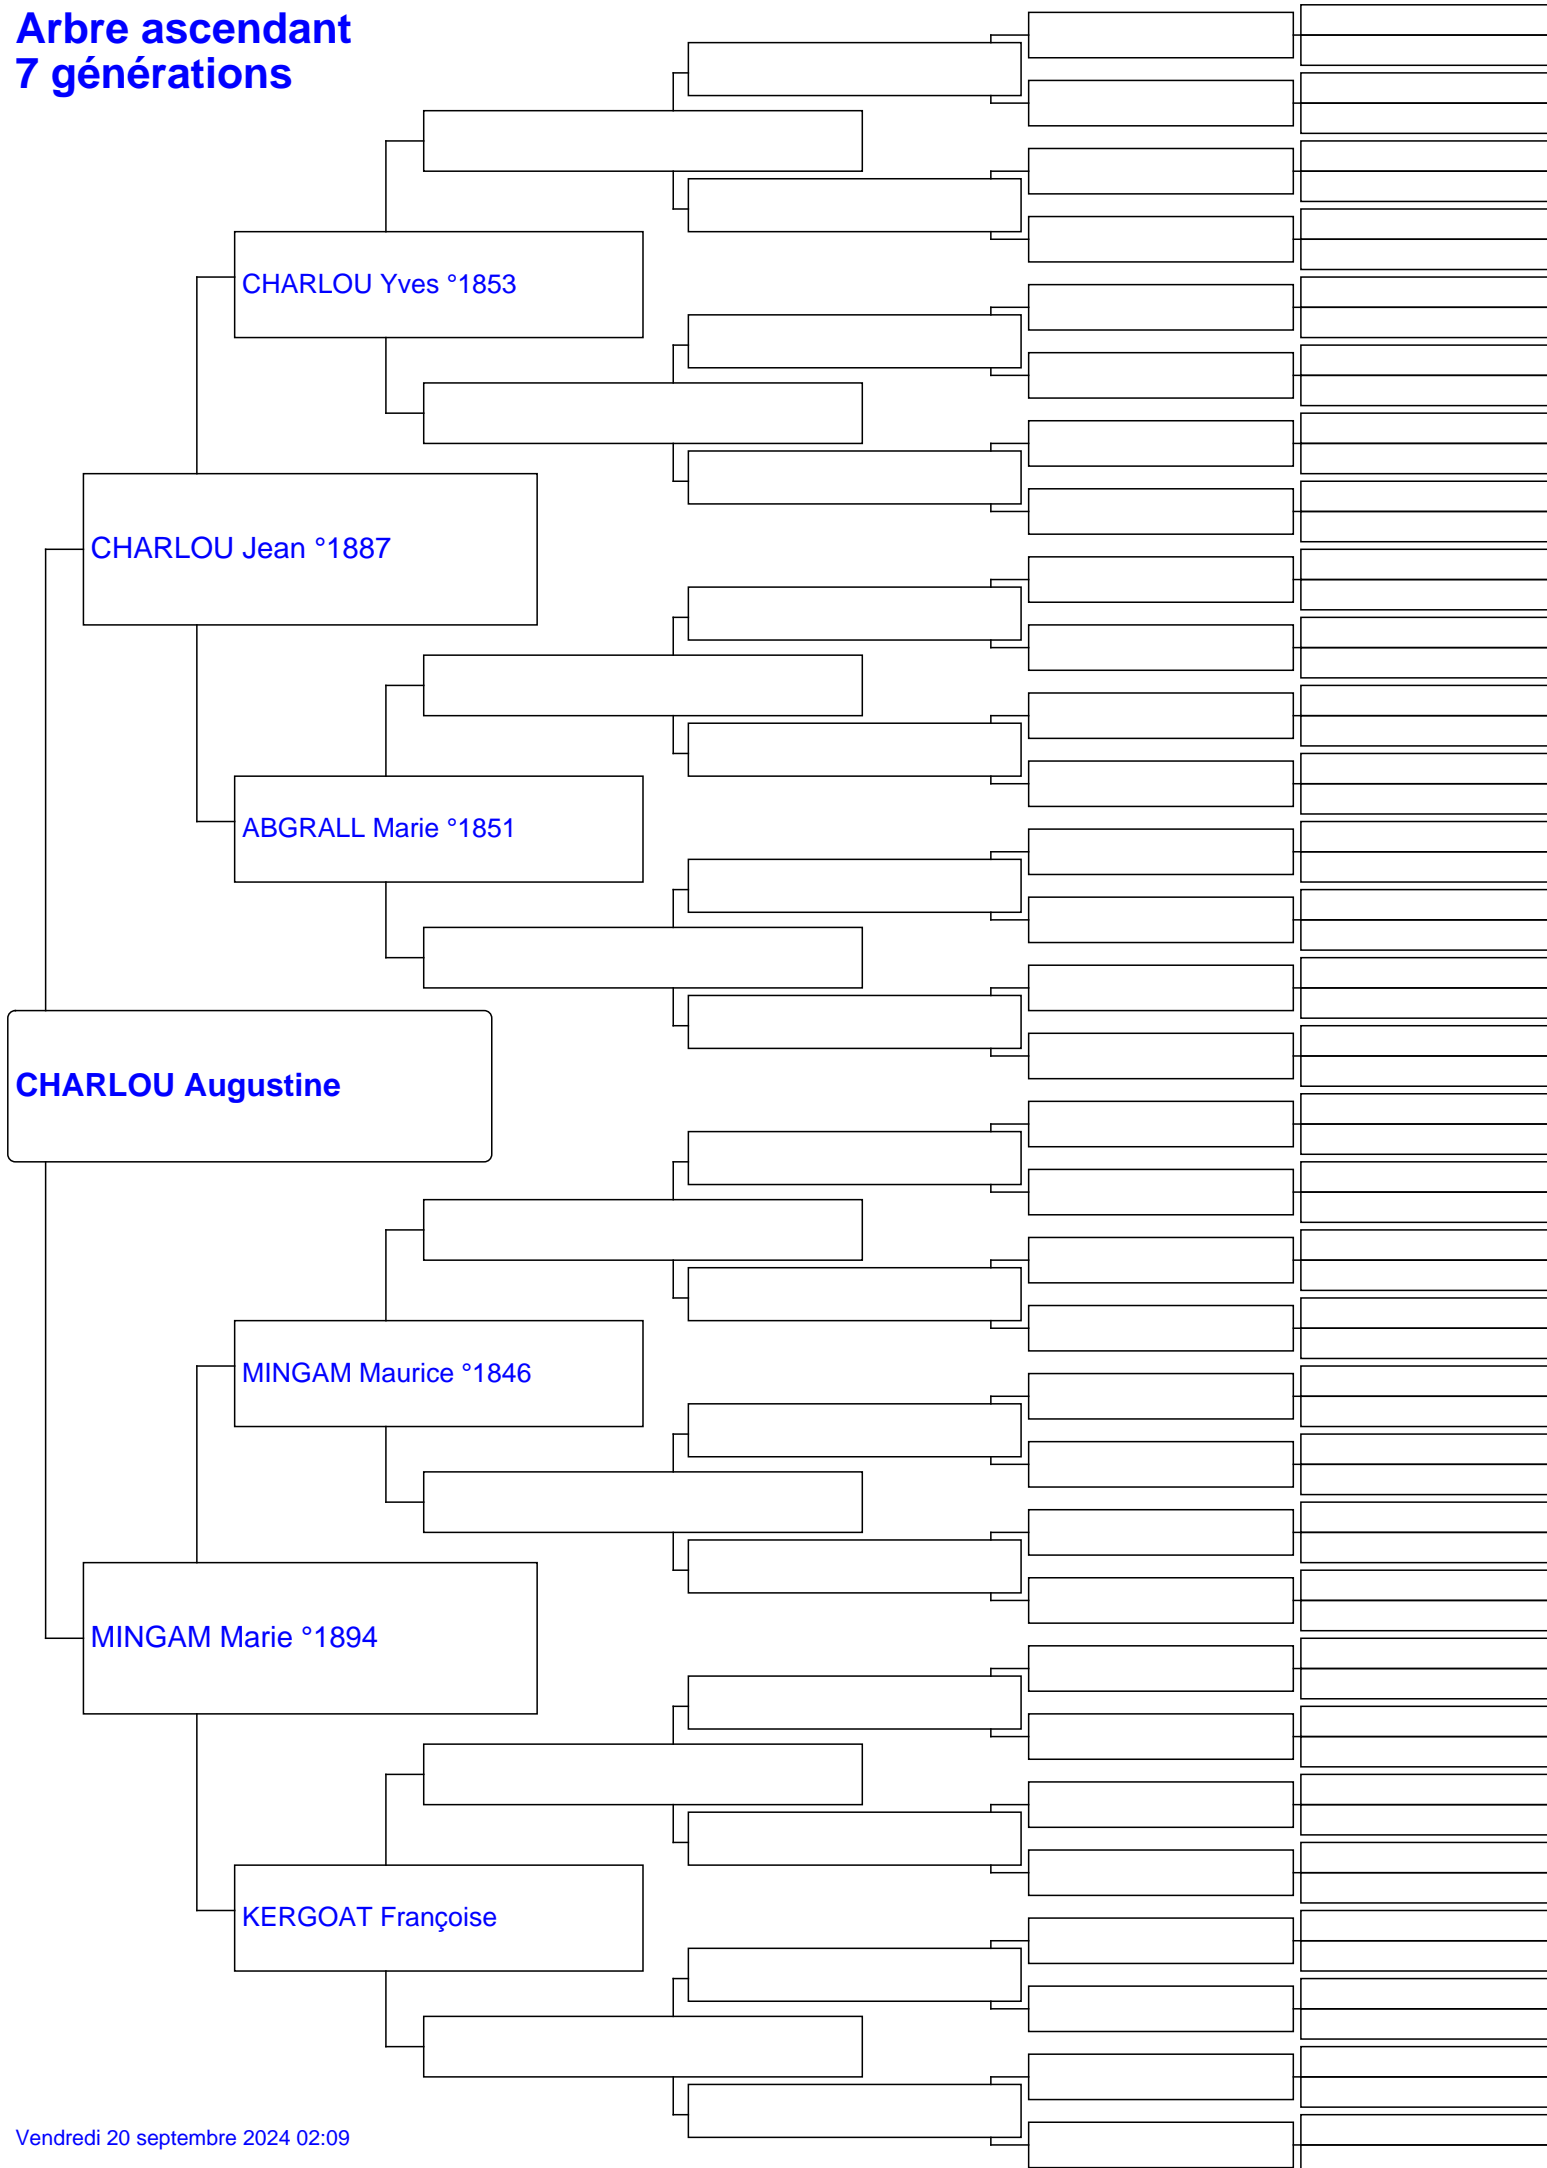 Arbre ascendant
7 générations
CHARLOU Yves °1853
CHARLOU Jean °1887
ABGRALL Marie °1851
CHARLOU Augustine
MINGAM Maurice °1846
MINGAM Marie °1894
KERGOAT Françoise
Vendredi 20 septembre 2024 02:09